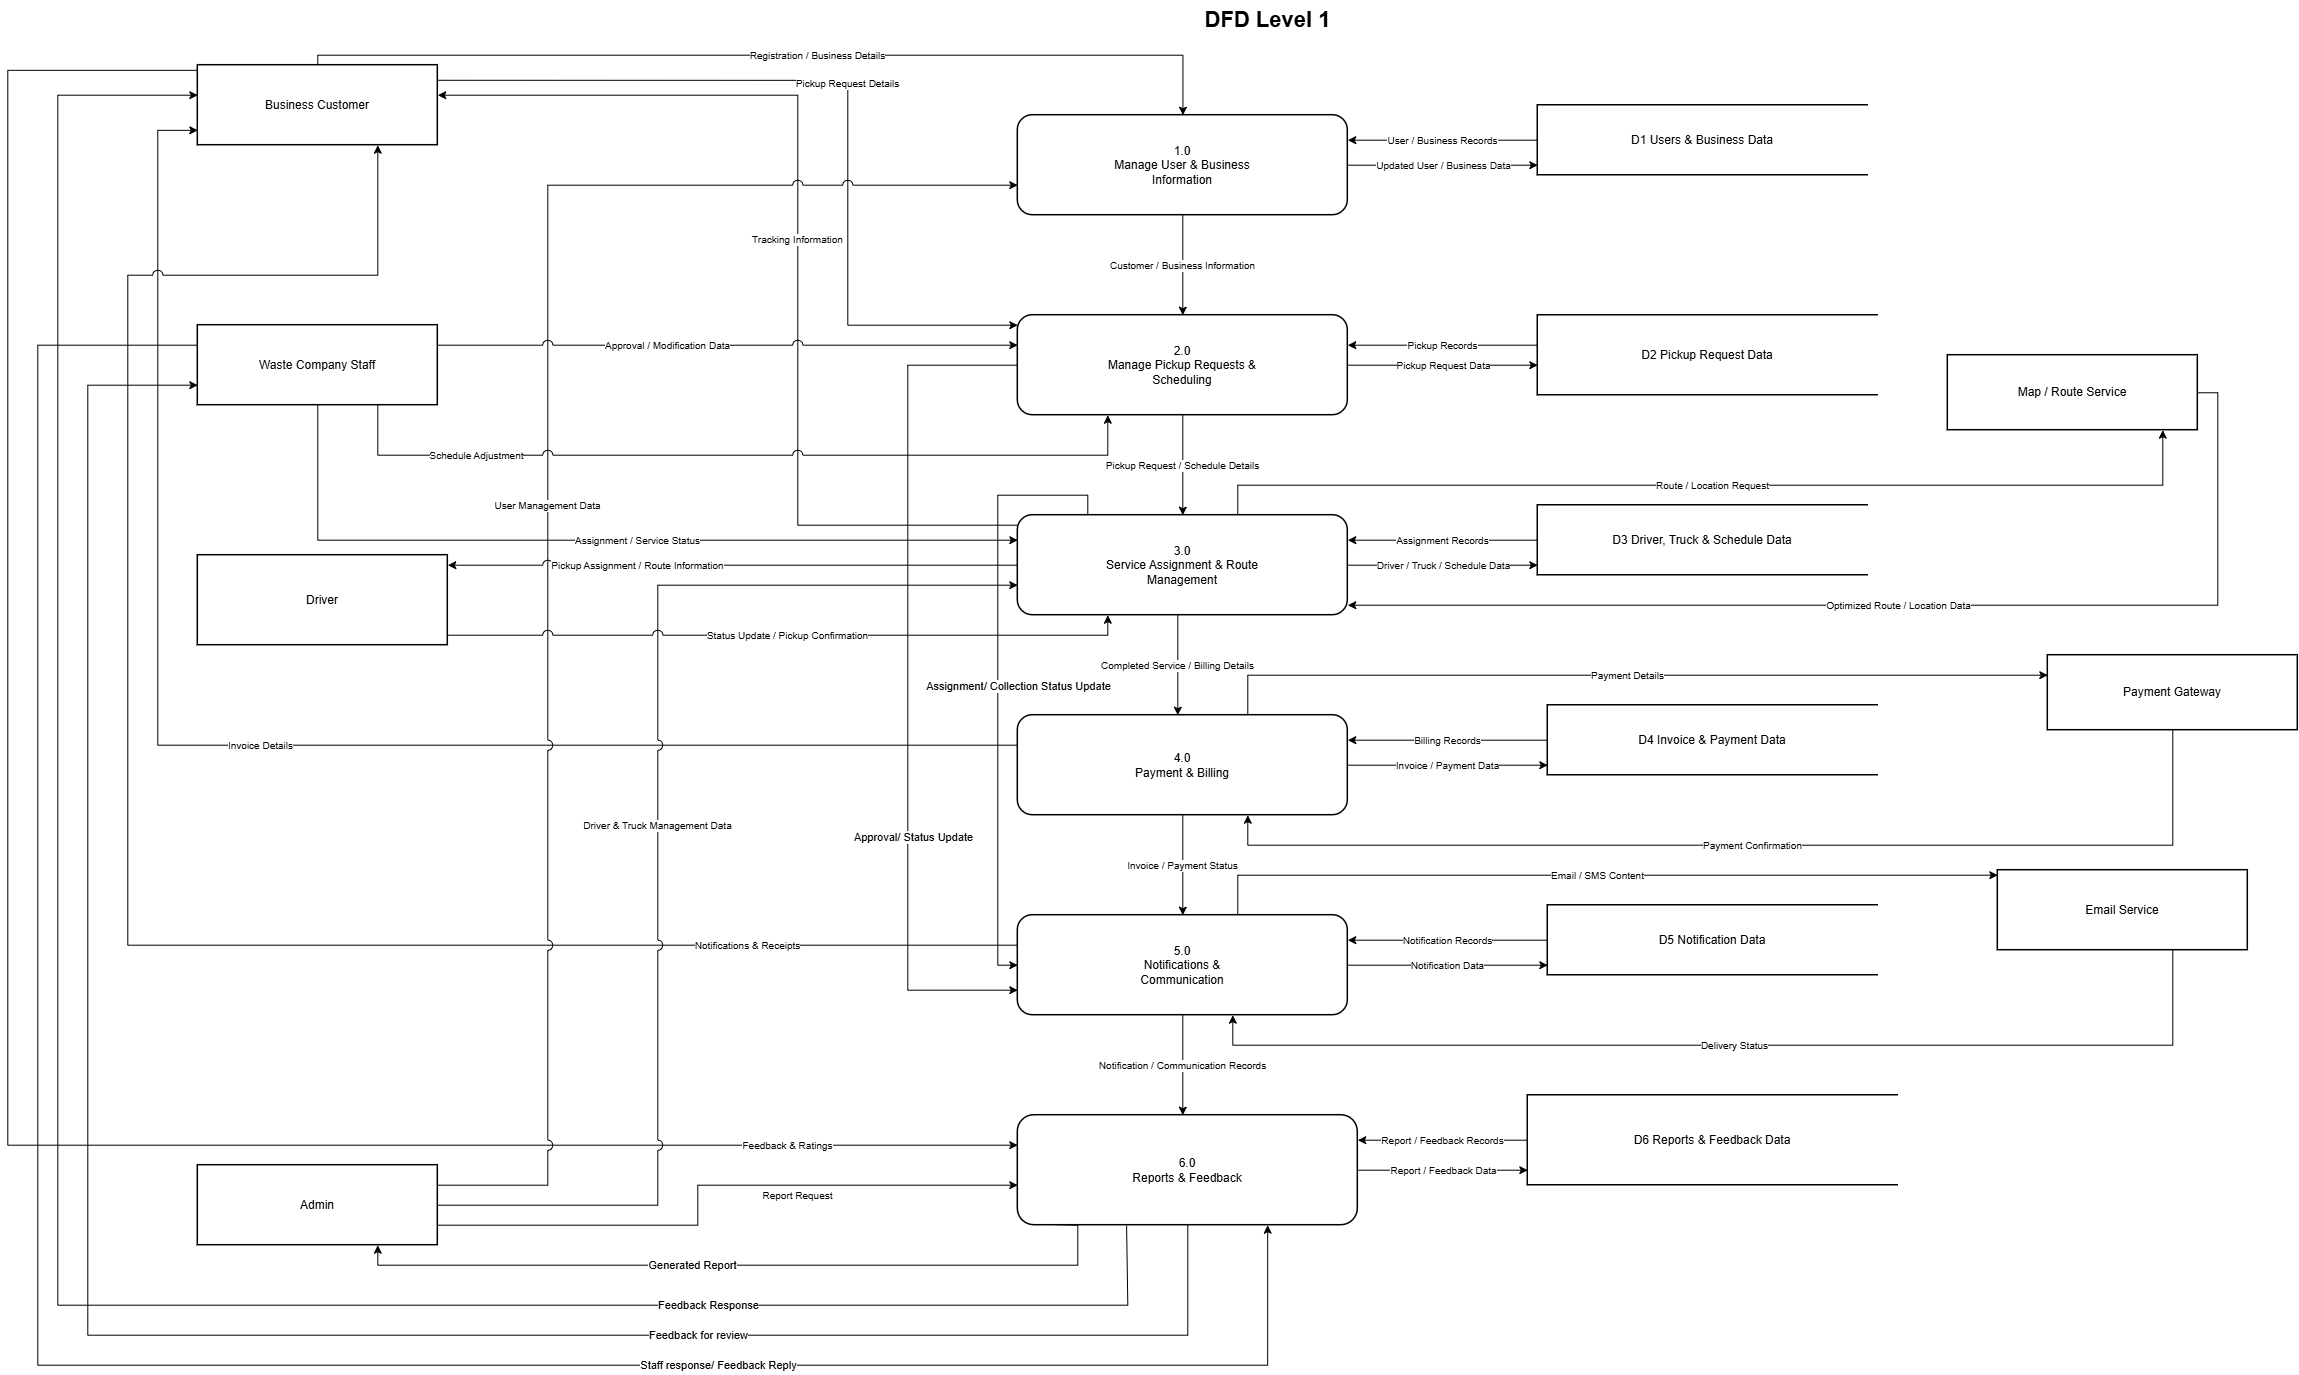 DFD Level 1
Registration / Business Details
Pickup Request Details
Business Customer
User / Business Records
D1 Users & Business Data
1.0
Manage User & Business
Information
Updated User / Business Data
Tracking Information
Customer / Business Information
Waste Company Staff
Approval / Modification Data
2.0
Manage Pickup Requests &
Scheduling
Pickup Records
Pickup Request Data
D2 Pickup Request Data
Map / Route Service
Schedule Adjustment
Pickup Request / Schedule Details
Route / Location Request
User Management Data
Assignment / Service Status
Pickup Assignment / Route Information
3.0
Service Assignment & Route
Management
Assignment Records
Driver / Truck / Schedule Data
D3 Driver, Truck & Schedule Data
Driver
Optimized Route / Location Data
Status Update / Pickup Confirmation
Completed Service / Billing Details
Payment Details
Assignment/ Collection Status Update
Payment Gateway
Invoice Details
4.0
Payment & Billing
Billing Records
Invoice / Payment Data
D4 Invoice & Payment Data
Driver & Truck Management Data
Approval/ Status Update
Payment Confirmation
Invoice / Payment Status
Email / SMS Content
Email Service
Notifications & Receipts
5.0
Notifications &
Communication
Notification Records
Notification Data
D5 Notification Data
Delivery Status
Notification / Communication Records
Feedback & Ratings
6.0
Reports & Feedback
Report / Feedback Records
Report / Feedback Data
D6 Reports & Feedback Data
Admin
Report Request
Generated Report
Feedback Response
Feedback for review
Staff response/ Feedback Reply